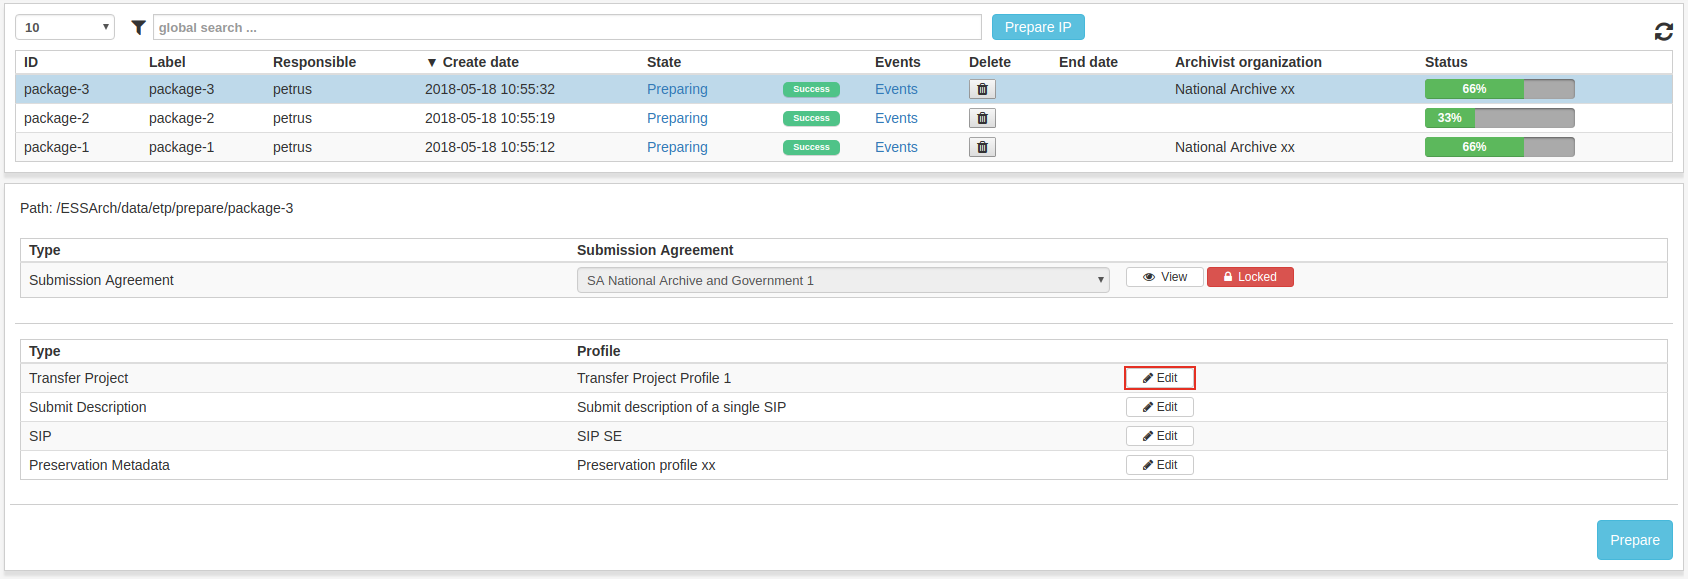 10 global search ... Prepare IP
ID Label Responsible ▼ Create date State Events Delete End date Archivist organization Status
package-3 package-3 petrus 2018-05-18 10:55:32 Preparing Success Events National Archive xx 66%
package-2 package-2 petrus 2018-05-18 10:55:19 Preparing Success Events 33%
package-1 package-1 petrus 2018-05-18 10:55:12 Preparing Success Events National Archive xx 66%
Path: /ESSArch/data/etp/prepare/package-3
Type Submission Agreement
Submission Agreement SA National Archive and Government 1 View Locked
Type Profile
Transfer Project Transfer Project Profile 1 Edit
Submit Description Submit description of a single SIP Edit
SIP SIP SE Edit
Preservation Metadata Preservation profile xx Edit
Prepare